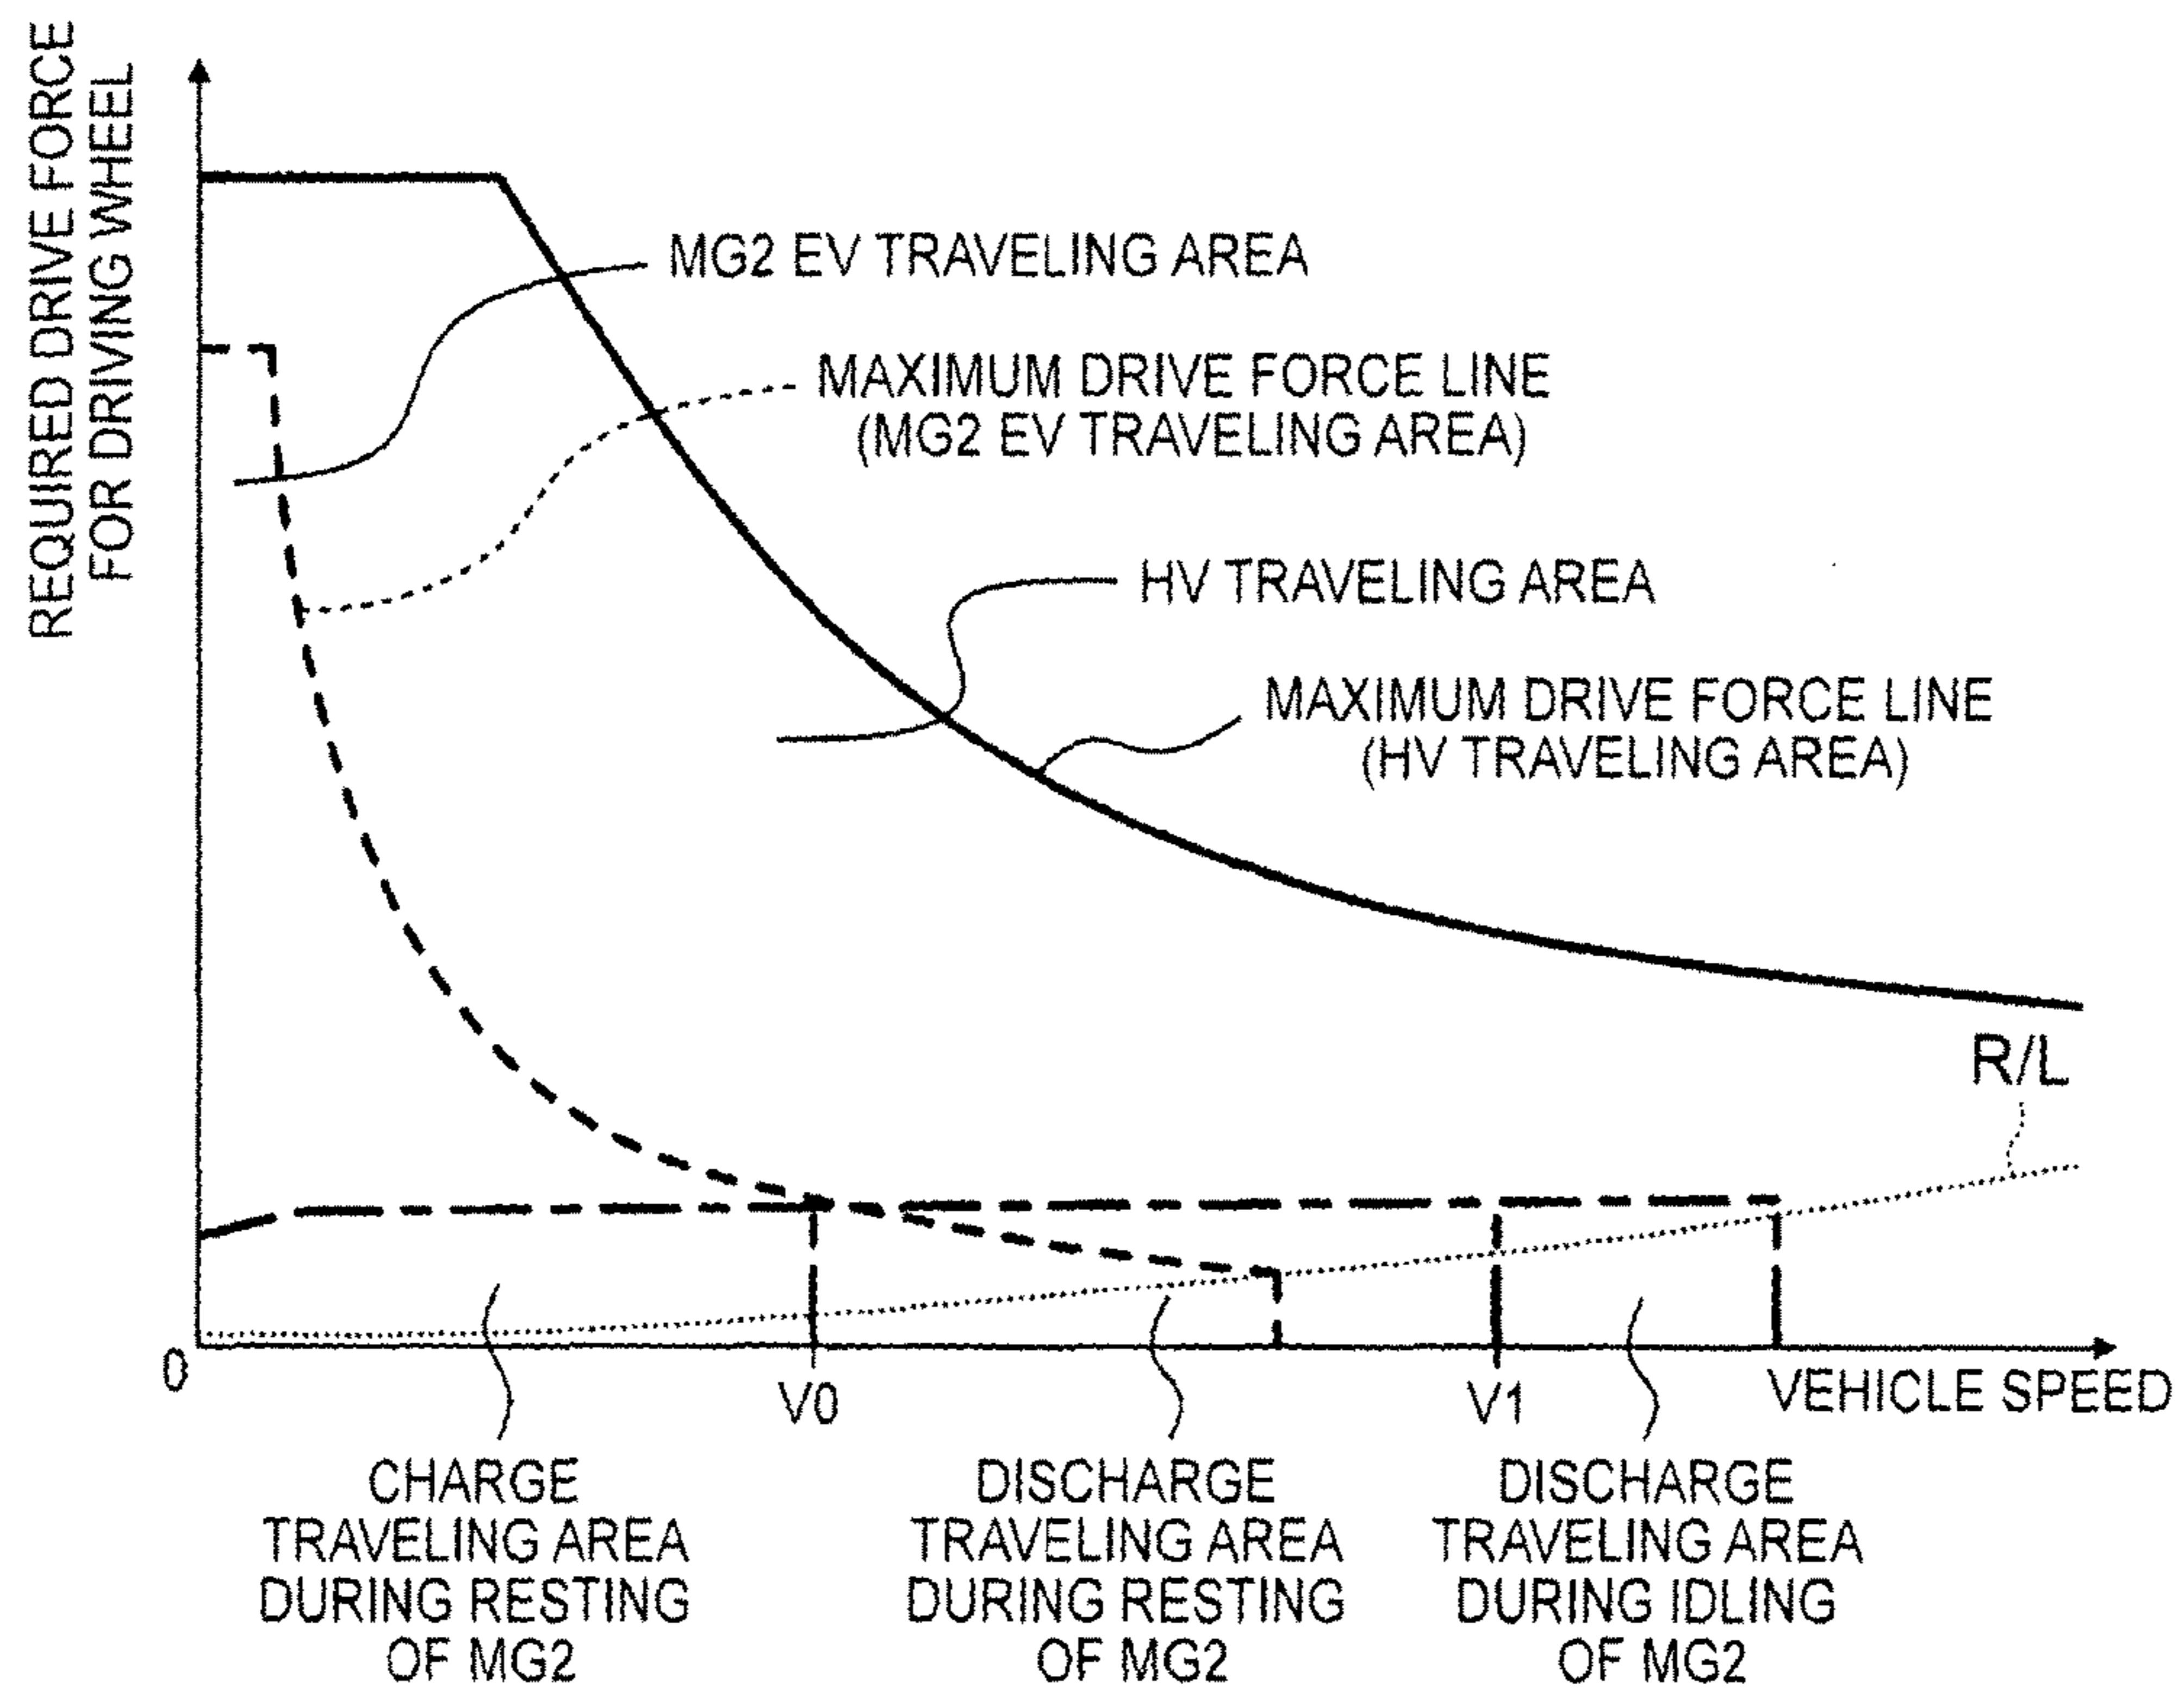 REQUIRED DRIVE FORCE
FOR DRIVING WHEEL
MG2 EV TRAVELING AREA
MAXIMUM DRIVE FORCE LINE
(MG2 EV TRAVELING AREA)
HV TRAVELING AREA
MAXIMUM DRIVE FORCE LINE
(HV TRAVELING AREA)
R/L
0
V0
V1
VEHICLE SPEED
CHARGE
TRAVELING AREA
DURING RESTING
OF MG2
DISCHARGE
TRAVELING AREA
DURING RESTING
OF MG2
DISCHARGE
TRAVELING AREA
DURING IDLING
OF MG2